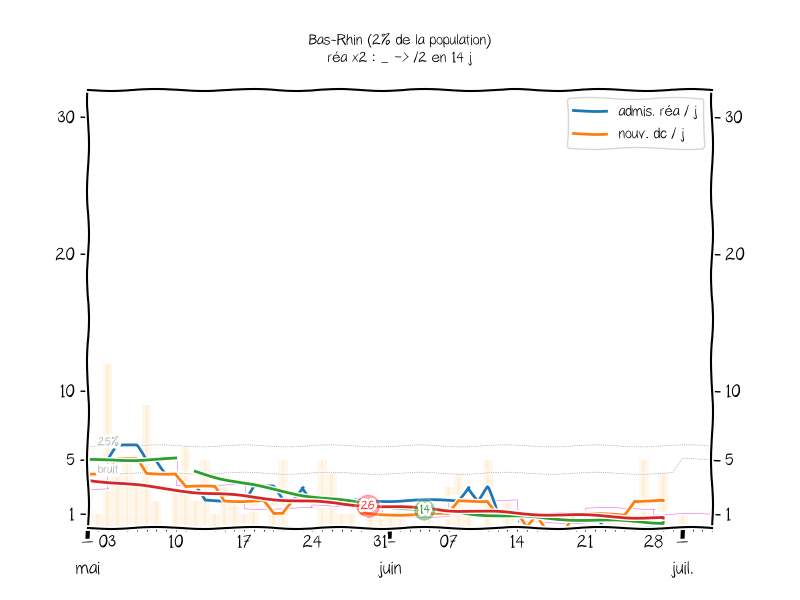 Bas-Rhin (2% de la population)
réa x2 : _ -> /2 en 14 j
admis. réa / j
nouv. dc / j
30
30
20
20
10
10
25%
5
5
bruit
26
14
1
1
03 10 17 24 31 07 14 21 28
mai juin juil.